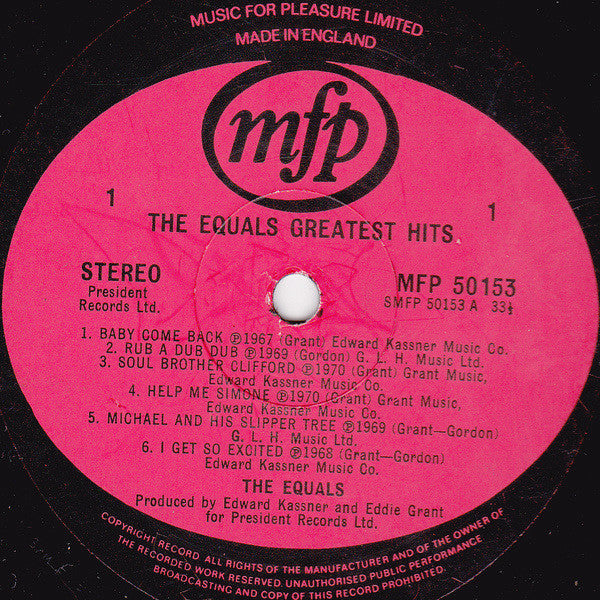 MUSIC FOR PLEASURE LIMITED
MADE IN ENGLAND
mfp
1
1
THE EQUALS GREATEST HITS
STEREO
President
Records Ltd.
MFP 50153
SMFP 50153 A 33⅓
1. BABY COME BACK Ⓟ1967 (Grant) Edward Kassner Music Co.
2. RUB A DUB DUB Ⓟ1969 (Gordon) G. L. H. Music Ltd.
3. SOUL BROTHER CLIFFORD Ⓟ1970 (Grant) Grant Music,
Edward Kassner Music Co.
4. HELP ME SIMONE Ⓟ1970 (Grant) Grant Music,
Edward Kassner Music Co.
5. MICHAEL AND HIS SLIPPER TREE Ⓟ1969 (Grant—Gordon)
G. L. H. Music Ltd.
6. I GET SO EXCITED Ⓟ1968 (Grant—Gordon)
Edward Kassner Music Co.
THE EQUALS
Produced by Edward Kassner and Eddie Grant
for President Records Ltd.
COPYRIGHT RECORD. ALL RIGHTS OF THE MANUFACTURER AND OF THE OWNER OF
THE RECORDED WORK RESERVED. UNAUTHORISED PUBLIC PERFORMANCE
BROADCASTING AND COPY OF THIS RECORD PROHIBITED.